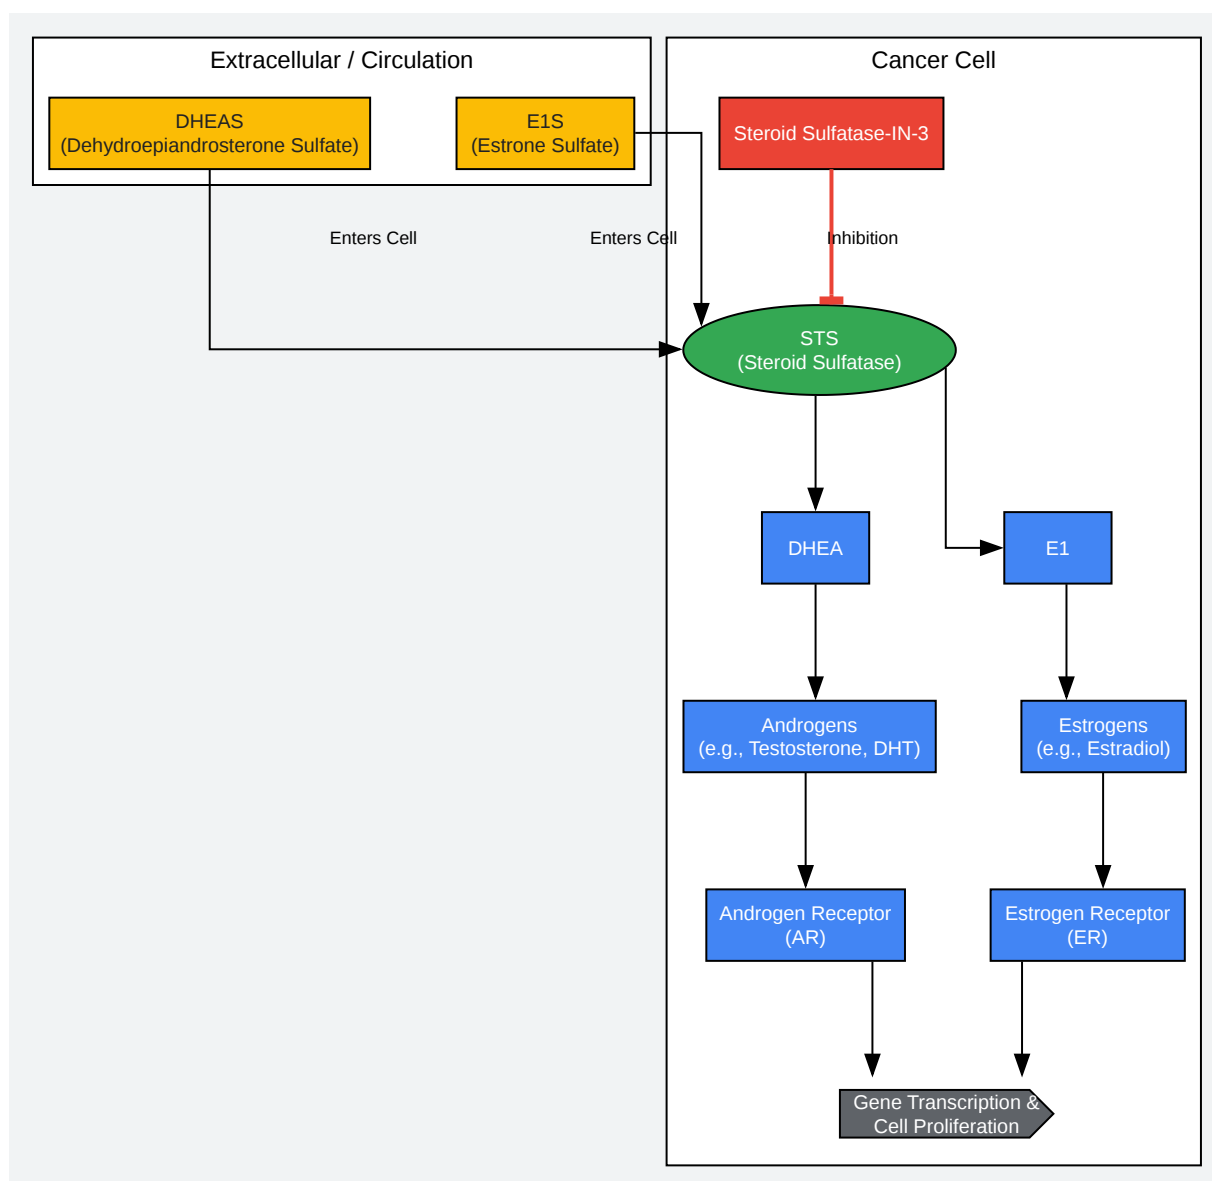 Extracellular / Circulation
Cancer Cell
DHEAS
(Dehydroepiandrosterone Sulfate)
E1S
(Estrone Sulfate)
Steroid Sulfatase-IN-3
Enters Cell
Enters Cell
Inhibition
STS
(Steroid Sulfatase)
DHEA
E1
Androgens
(e.g., Testosterone, DHT)
Estrogens
(e.g., Estradiol)
Androgen Receptor
(AR)
Estrogen Receptor
(ER)
Gene Transcription &
Cell Proliferation